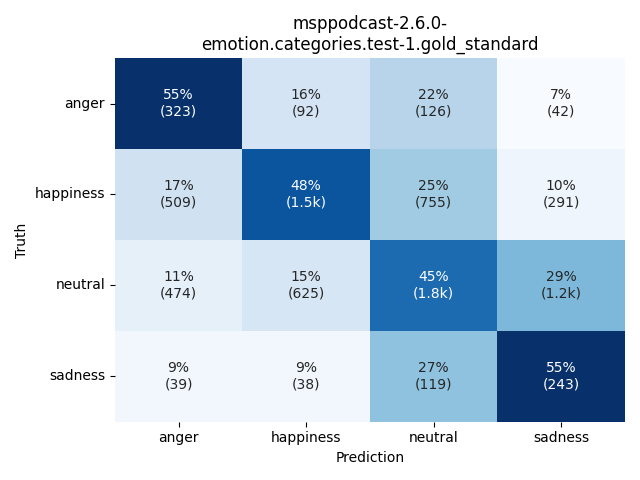 msppodcast-2.6.0-
emotion.categories.test-1.gold_standard
Truth
anger
55% 16% 22% 7%
(323) (92) (126) (42)
happiness
17% 48% 25% 10%
(509) (1.5k) (755) (291)
neutral
11% 15% 45% 29%
(474) (625) (1.8k) (1.2k)
sadness
9% 9% 27% 55%
(39) (38) (119) (243)
anger happiness neutral sadness
Prediction